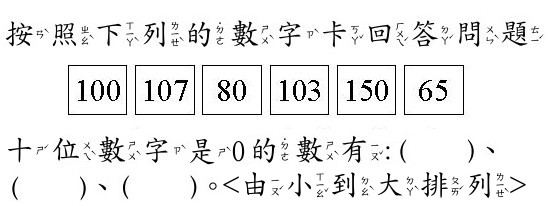 按照下列的數字卡回答問題
100 107 80 103 150 65
十位數字是0的數有:(　　)、
(　　)、(　　)。<由小到大排列>